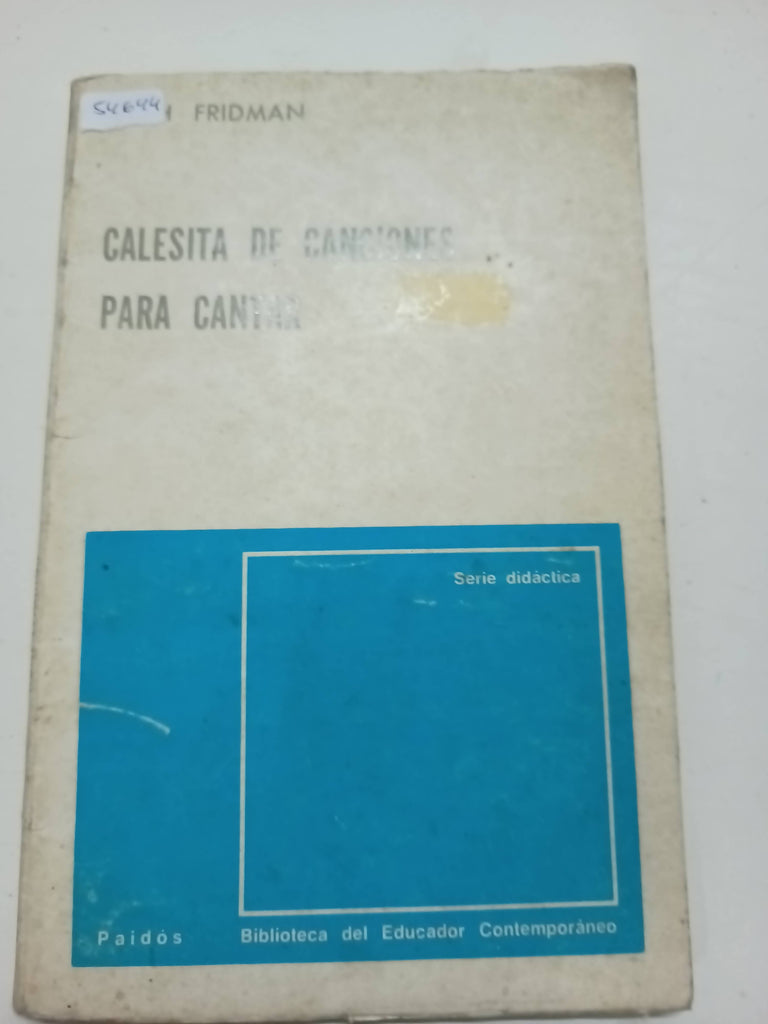 54644 FRIDMAN
CALESITA DE CANCIONES
PARA CANTAR
Serie didáctica
Paidós Biblioteca del Educador Contemporáneo